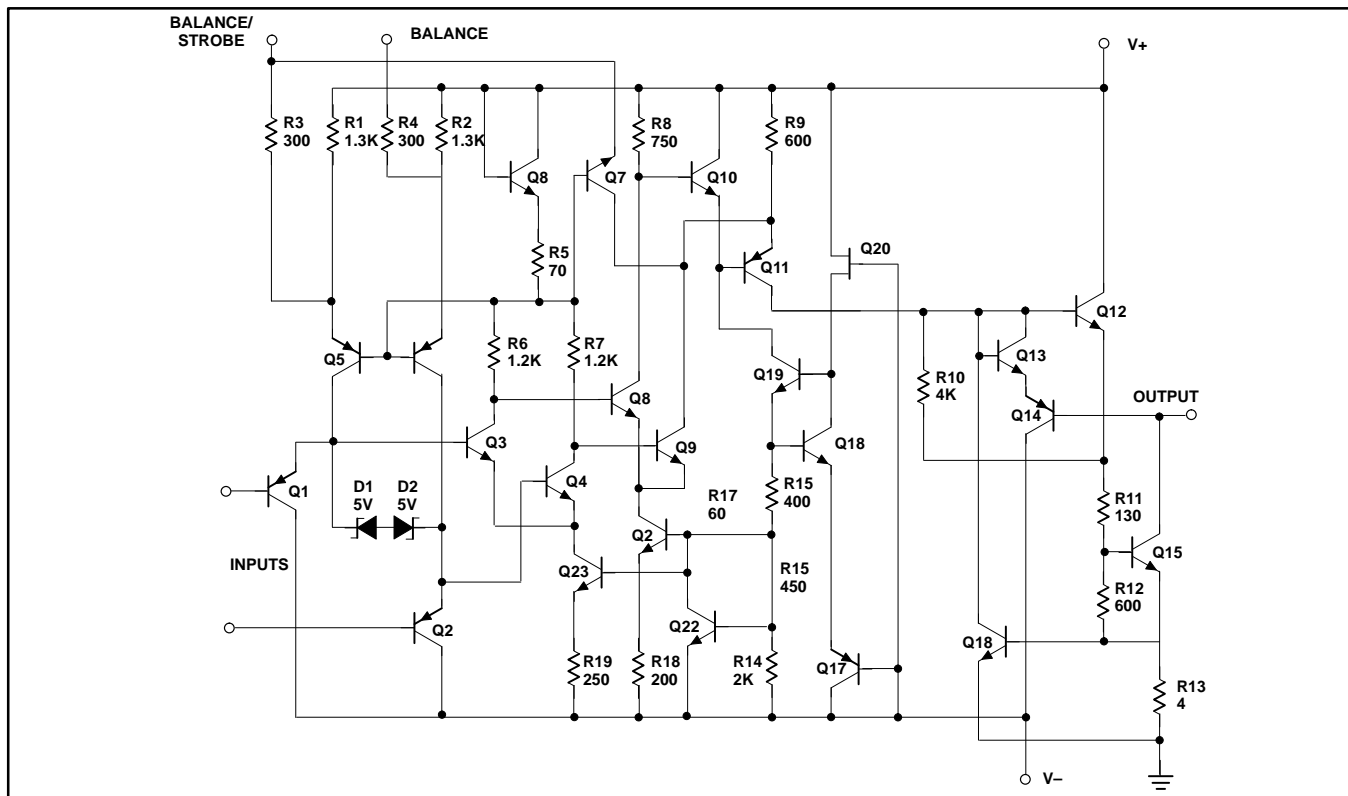 BALANCE/
STROBE
BALANCE
V+
R3
300
R1
1.3K
R4
300
R2
1.3K
R8
750
R9
600
Q8
Q7
Q10
R5
70
Q11
Q20
Q12
R6
1.2K
R7
1.2K
Q5
Q13
Q19
R10
4K
OUTPUT
Q14
Q8
Q3
Q9
Q18
Q1
D1
5V
D2
5V
Q4
R17
60
R15
400
R11
130
Q2
Q15
INPUTS
Q23
R15
450
R12
600
Q2
Q22
Q18
R19
250
R18
200
R14
2K
Q17
R13
4
V–